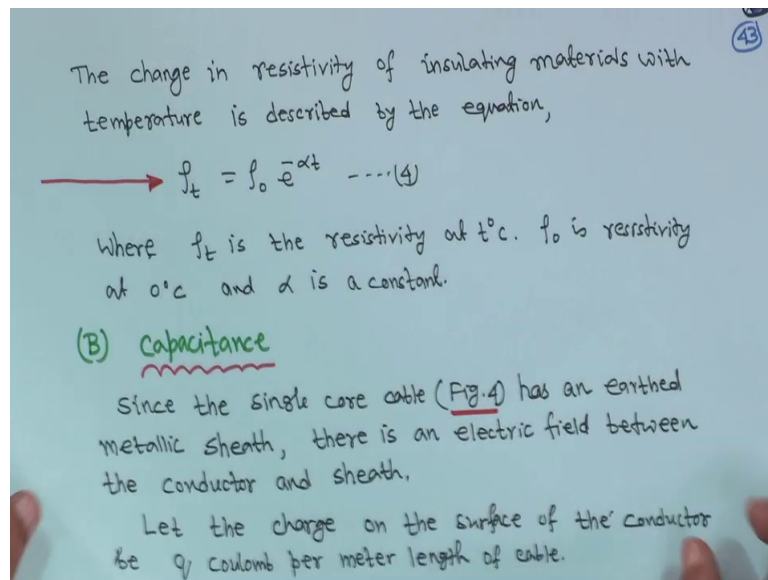 43
The change in resistivity of insulating materials with
temperature is described by the equation,
ρt = ρ0 e^-αt ----(4)
Where ρt is the resistivity at t°c. ρ0 is resistivity
at 0°c and α is a constant.
(B) Capacitance
Since the single core cable (Fig.4) has an earthed
metallic sheath, there is an electric field between
the conductor and sheath.
Let the charge on the surface of the conductor
be q coulomb per meter length of cable.